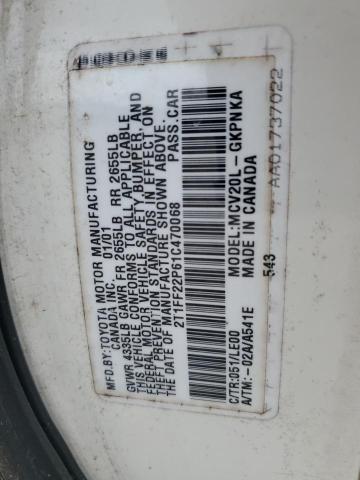 MFD.BY:TOYOTA MOTOR MANUFACTURING
CANADA INC. 01/01
GVWR 4335LB GAWR FR 2655LB RR 2655LB
THIS VEHICLE CONFORMS TO ALL APPLICABLE
FEDERAL MOTOR VEHICLE SAFETY BUMPER, AND
THEFT PREVENTION STANDARDS IN EFFECT ON
THE DATE OF MANUFACTURE SHOWN ABOVE.
2T1FF22P61C470068 PASS.CAR
C/TR:051/LE00 MODEL:MCV20L-GKPNKA
A/TM:-02A/A541E MADE IN CANADA
543
AA01737022